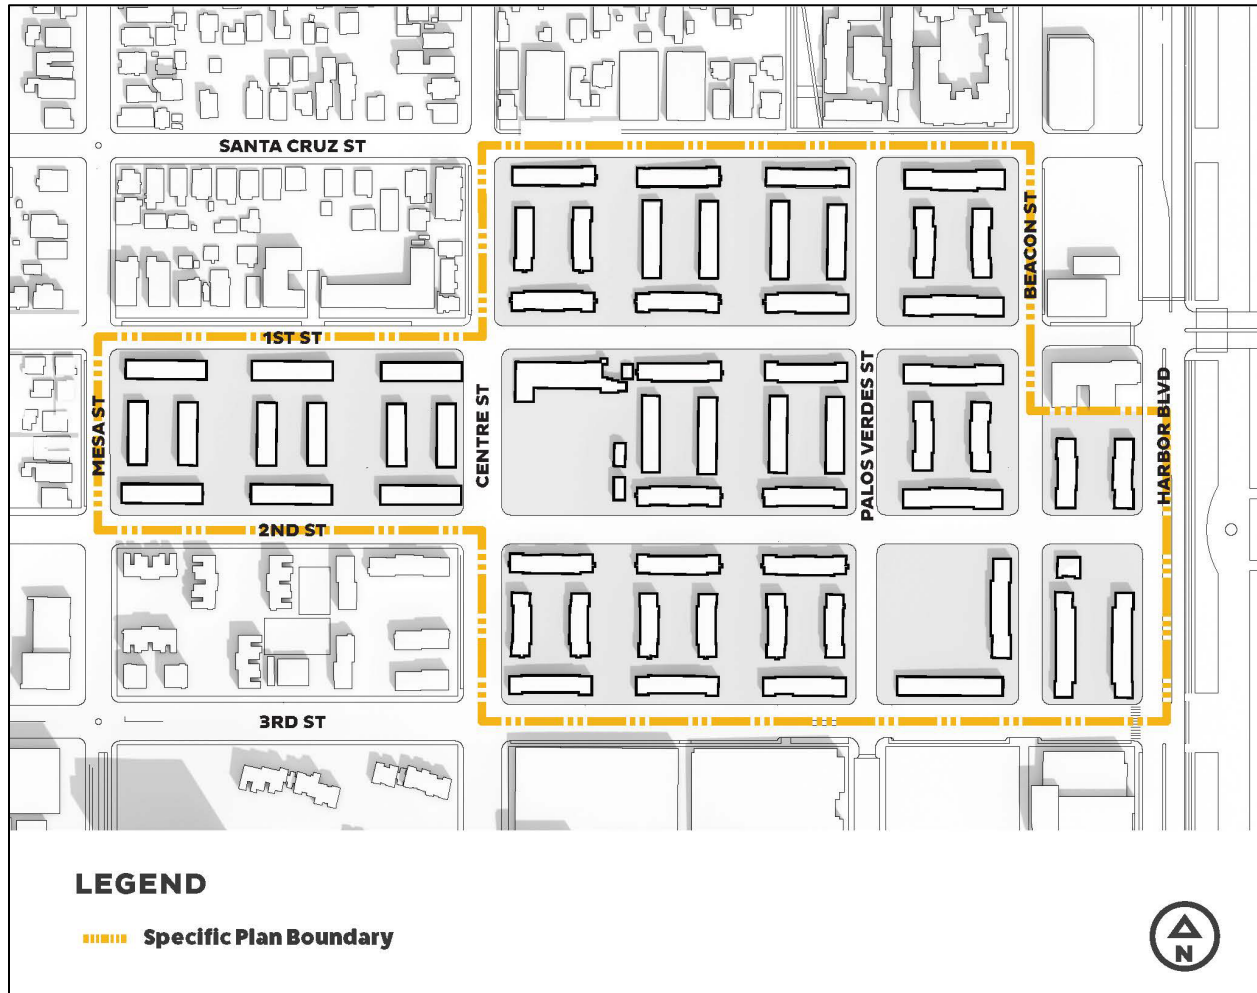 SANTA CRUZ ST
BEACON ST
1ST ST
MESA ST
CENTRE ST
PALOS VERDES ST
HARBOR BLVD
2ND ST
3RD ST
LEGEND
Specific Plan Boundary
N